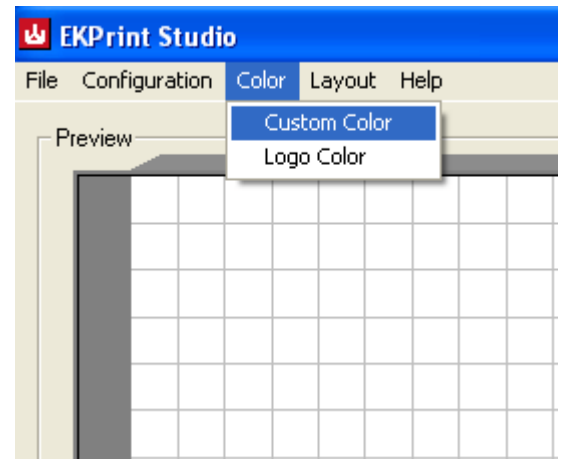 EKPrint Studio
File Configuration Color Layout Help
Custom Color
Preview
Logo Color